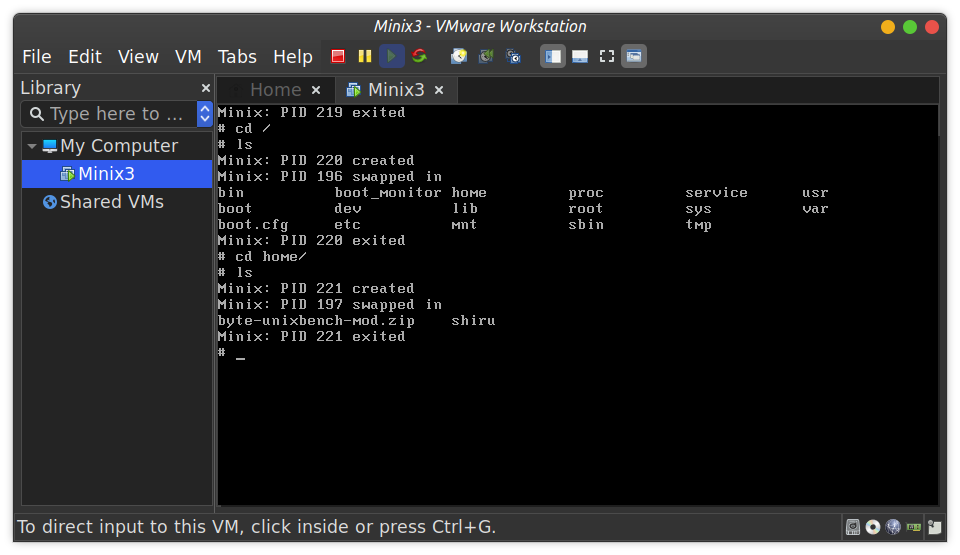 Minix3 - VMware Workstation
File Edit View VM Tabs Help
Library
Type here to ...
My Computer
Minix3
Shared VMs
Home
Minix3
Minix: PID 219 exited
# cd /
# ls
Minix: PID 220 created
Minix: PID 196 swapped in
bin boot_monitor home proc service usr
boot dev lib root sys var
boot.cfg etc mnt sbin tmp
Minix: PID 220 exited
# cd home/
# ls
Minix: PID 221 created
Minix: PID 197 swapped in
byte-unixbench-mod.zip shiru
Minix: PID 221 exited
# _
To direct input to this VM, click inside or press Ctrl+G.